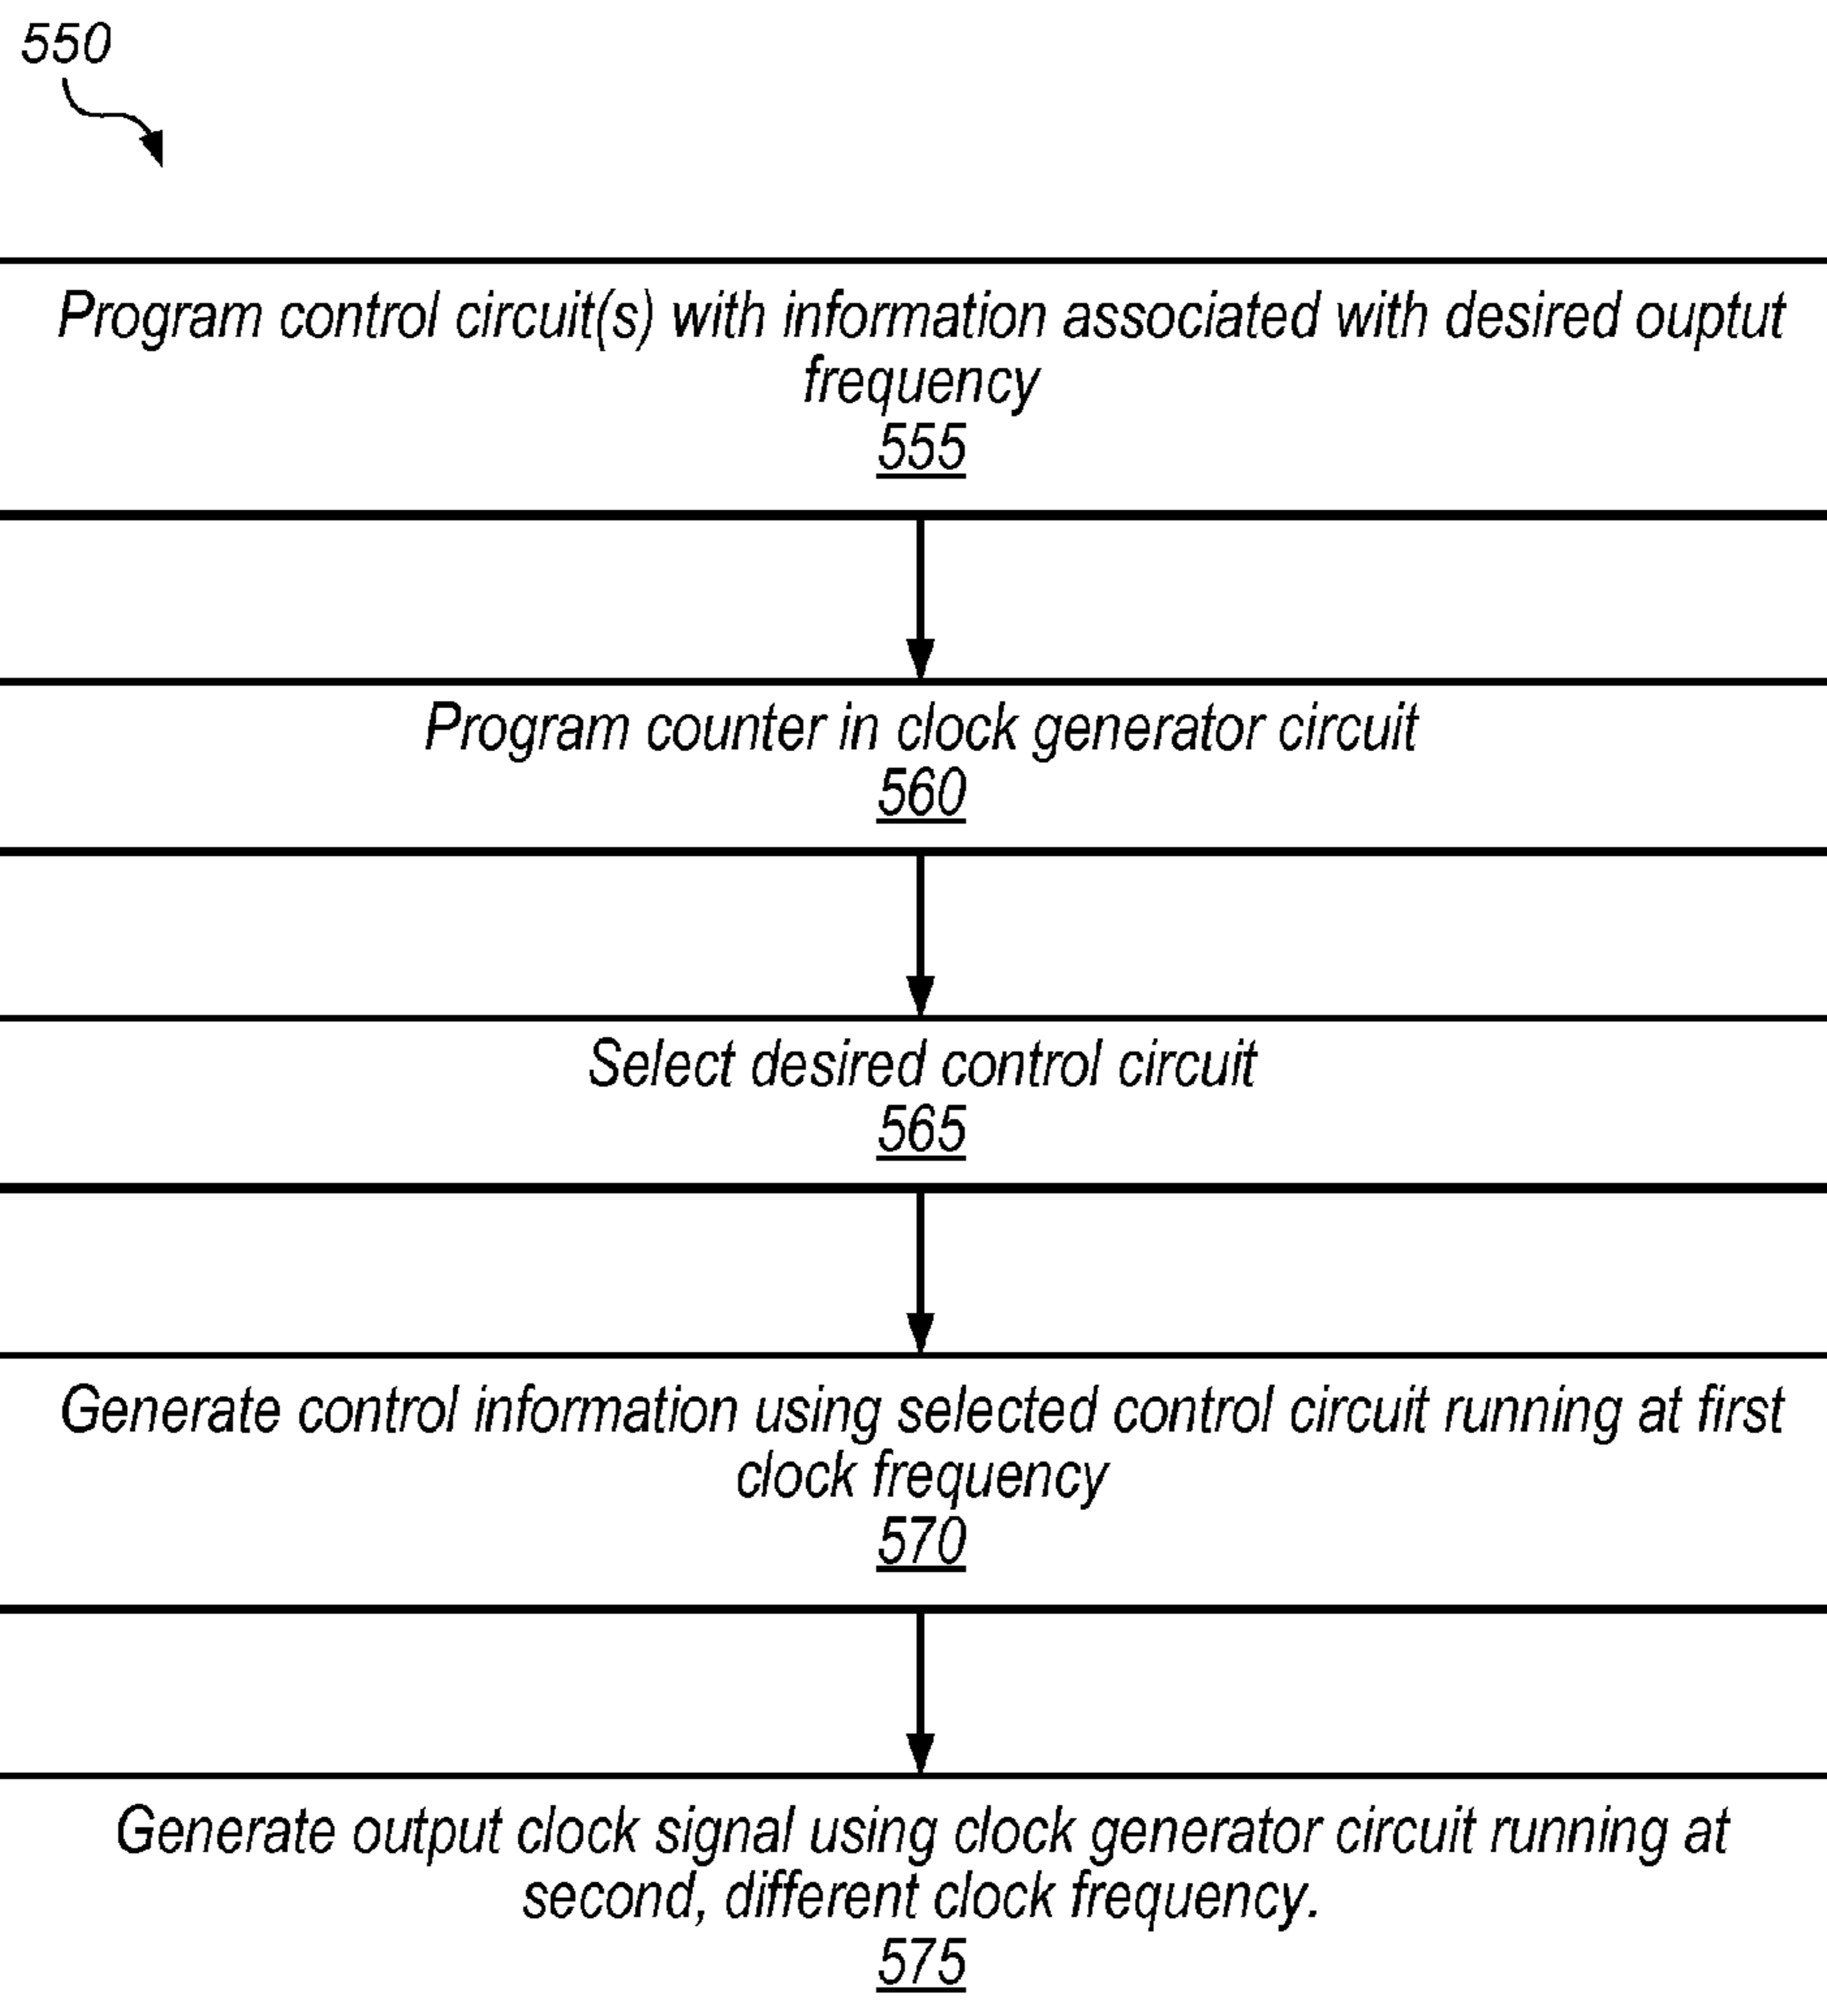 550
Program control circuit(s) with information associated with desired ouptut
frequency
555
Program counter in clock generator circuit
560
Select desired control circuit
565
Generate control information using selected control circuit running at first
clock frequency
570
Generate output clock signal using clock generator circuit running at
second, different clock frequency.
575